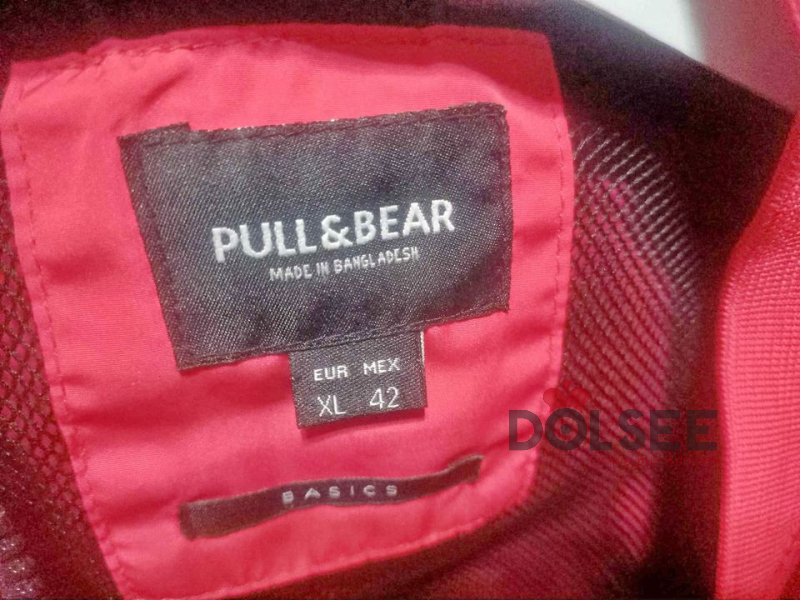 PULL&BEAR
MADE IN BANGLADESH
EUR MEX
XL 42
BASICS
DOLSEE